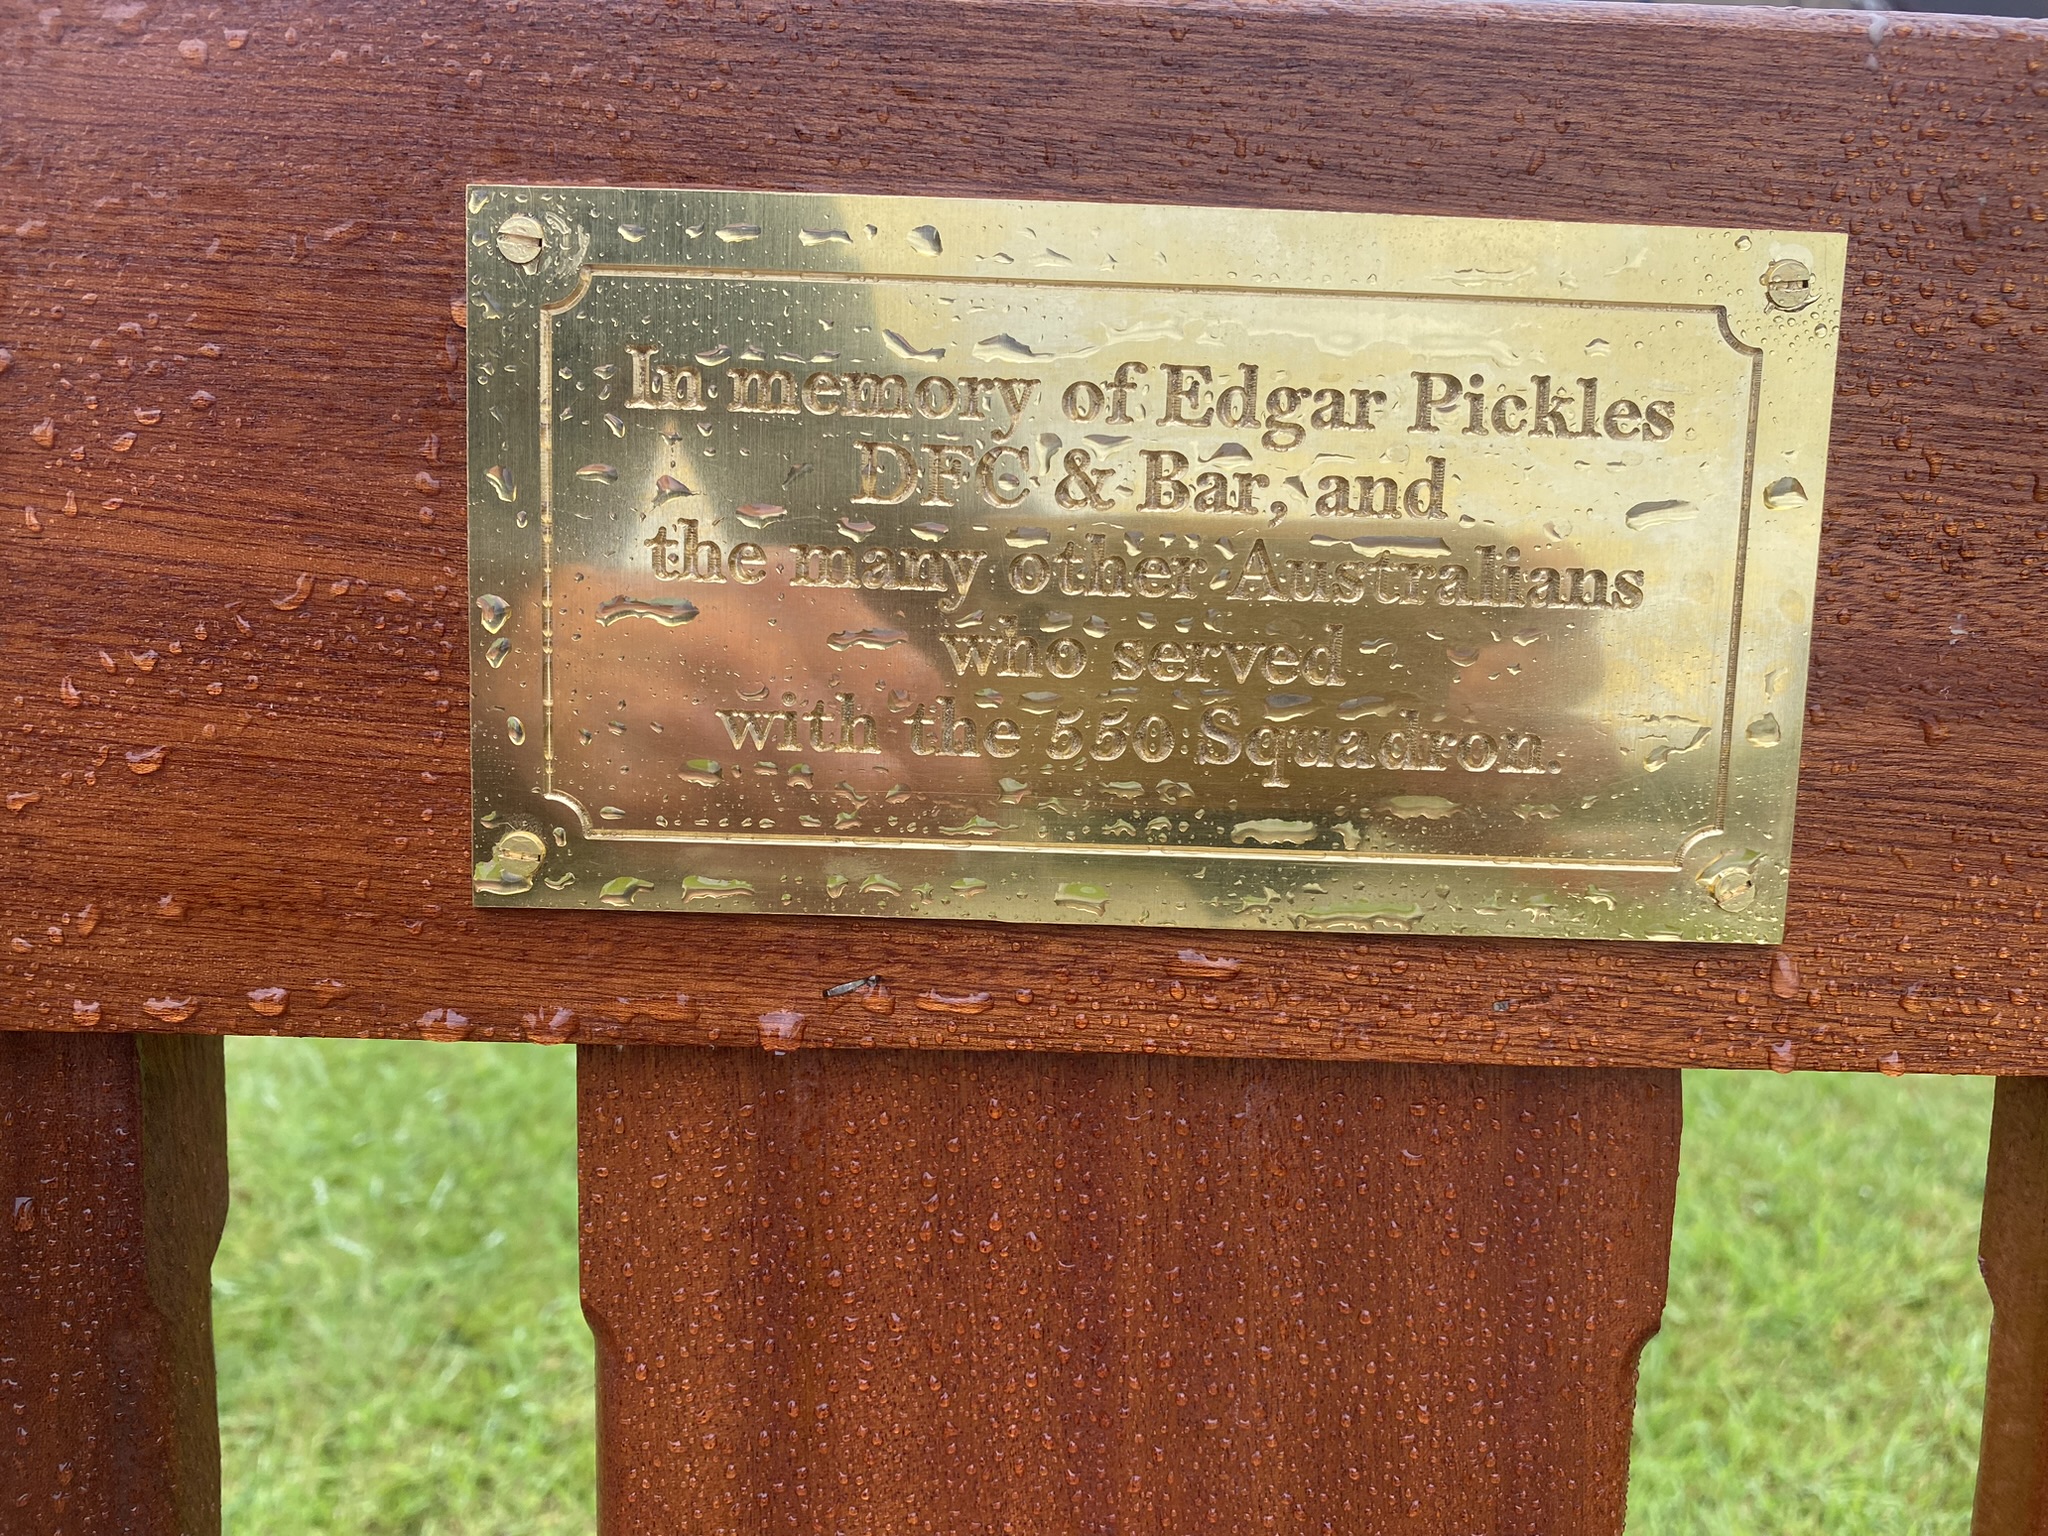 In memory of Edgar Pickles
DFC & Bar, and
the many other Australians
who served
with the 550 Squadron.